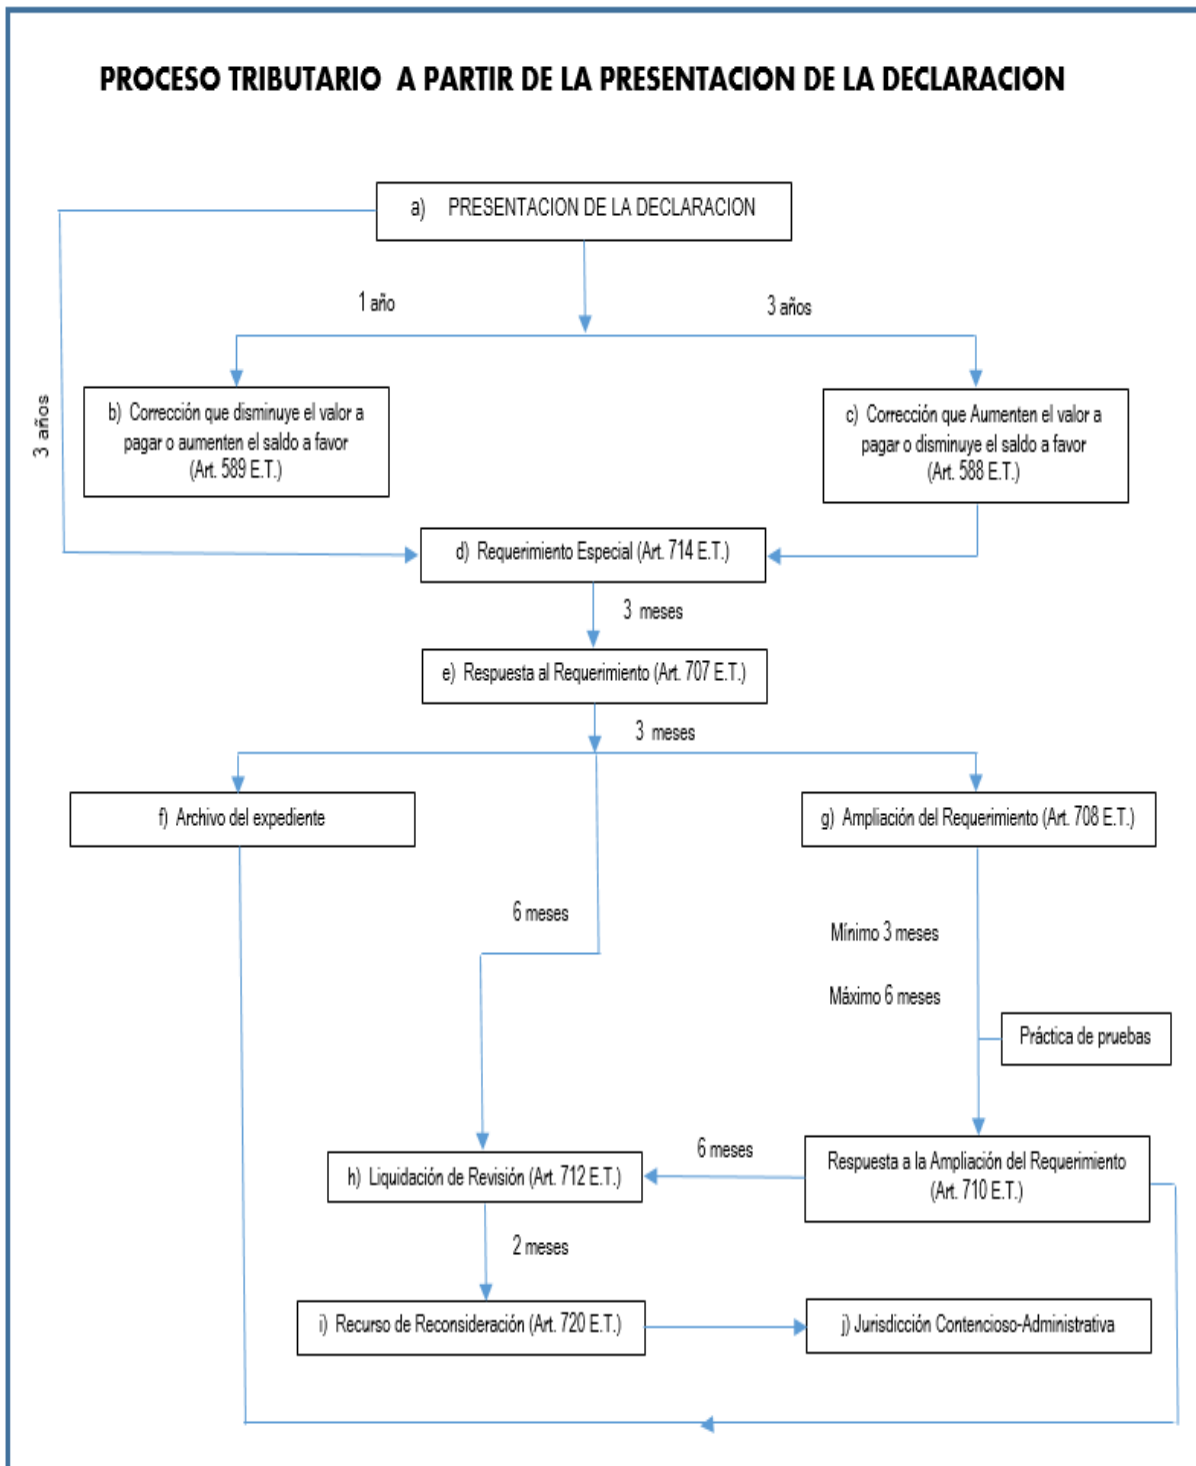 PROCESO TRIBUTARIO A PARTIR DE LA PRESENTACION DE LA DECLARACION
a) PRESENTACION DE LA DECLARACION
1 año
3 años
3 años
b) Corrección que disminuye el valor a
pagar o aumenten el saldo a favor
(Art. 589 E.T.)
c) Corrección que Aumenten el valor a
pagar o disminuye el saldo a favor
(Art. 588 E.T.)
d) Requerimiento Especial (Art. 714 E.T.)
3 meses
e) Respuesta al Requerimiento (Art. 707 E.T.)
3 meses
f) Archivo del expediente
g) Ampliación del Requerimiento (Art. 708 E.T.)
6 meses
Mínimo 3 meses
Máximo 6 meses
Práctica de pruebas
6 meses
Respuesta a la Ampliación del Requerimiento
(Art. 710 E.T.)
h) Liquidación de Revisión (Art. 712 E.T.)
2 meses
i) Recurso de Reconsideración (Art. 720 E.T.)
j) Jurisdicción Contencioso-Administrativa